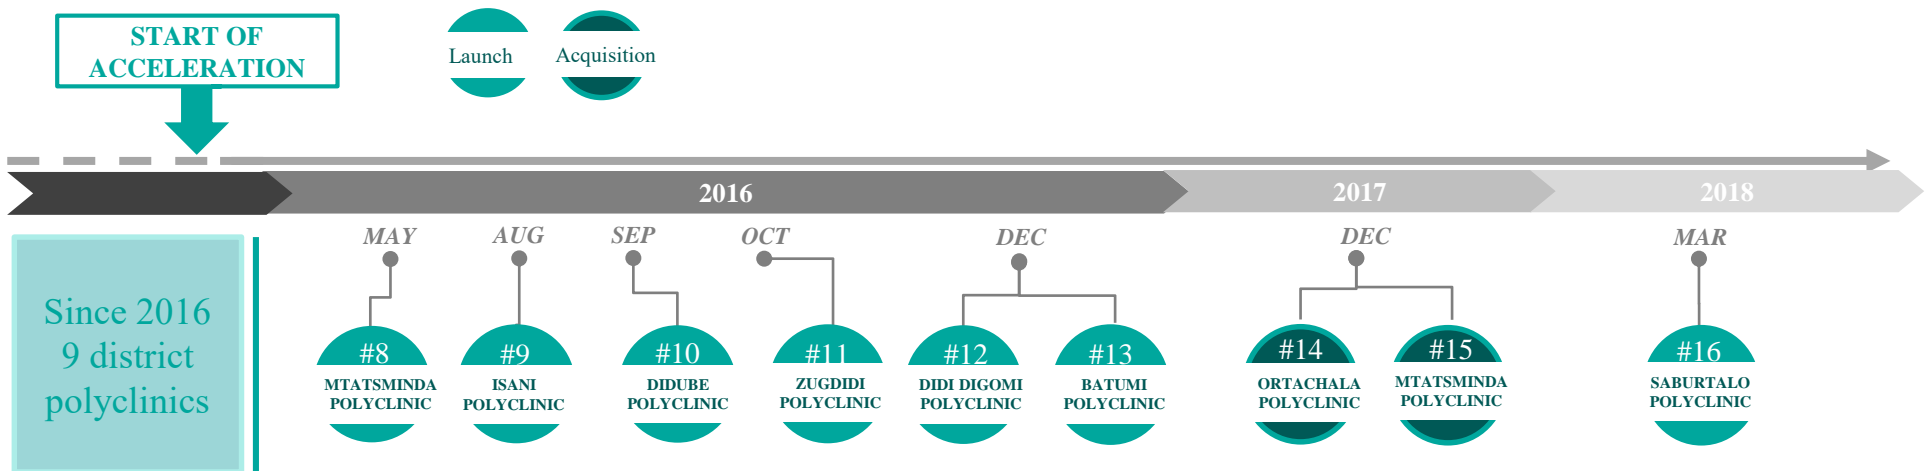 START OF
ACCELERATION
Launch
Acquisition
2016
2017
2018
MAY
AUG
SEP
OCT
DEC
DEC
MAR
Since 2016
9 district
polyclinics
#8
MTATSMINDA
POLYCLINIC
#9
ISANI
POLYCLINIC
#10
DIDUBE
POLYCLINIC
#11
ZUGDIDI
POLYCLINIC
#12
DIDI DIGOMI
POLYCLINIC
#13
BATUMI
POLYCLINIC
#14
ORTACHALA
POLYCLINIC
#15
MTATSMINDA
POLYCLINIC
#16
SABURTALO
POLYCLINIC